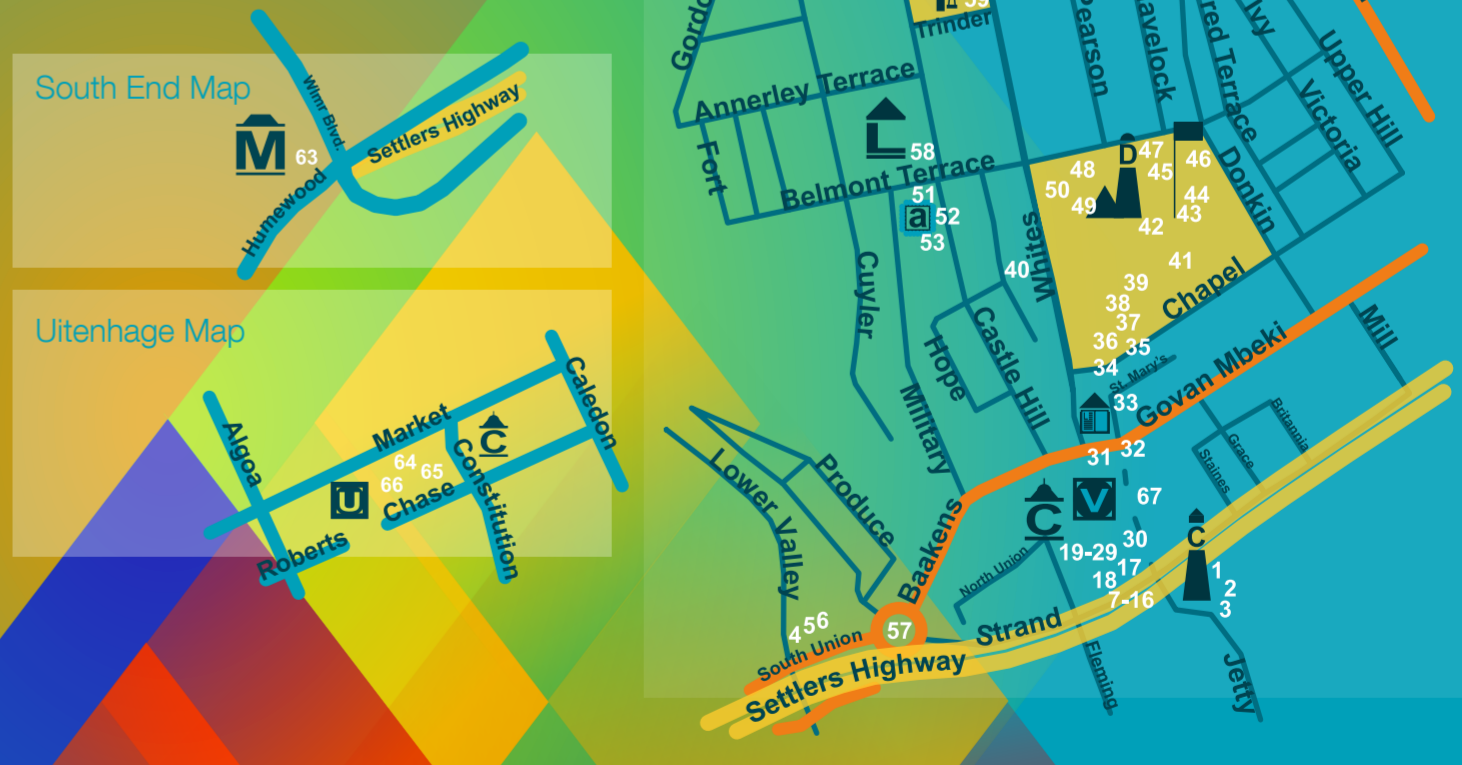 South End Map
Wlmr Blvd.
Settlers Highway
M
63
Humewood
Uitenhage Map
Algoa
Market
Caledon
C
64
65
66
U
Chase
Constitution
Roberts
59
Trinder
Pearson
Ivy
Upper Hill
Victoria
Annerley Terrace
Fort
L
58
Belmont Terrace
51
a
52
53
Cuyler
Military
Hope
Castle Hill
40
Whites
D
47
46
48
45
50
49
44
43
42
41
39
38
37
36
35
34
Chapel
Donkin
St. Mary's
33
Govan Mbeki
Mill
32
31
C
V
67
Britannia
Grace
Staines
Lower Valley
Produce
Baakens
North Union
30
19-29
17
18
7-16
C
1
2
3
4
5
6
57
South Union
Settlers Highway
Strand
Fleming
Jetty